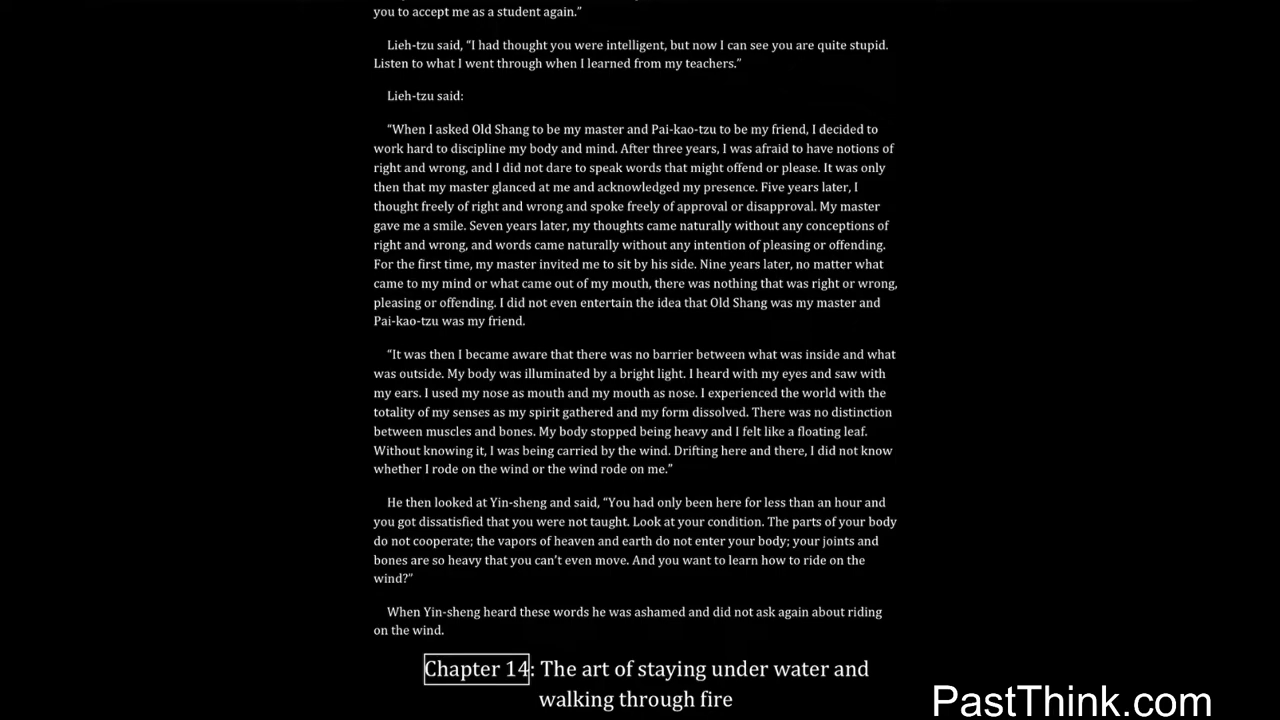 you to accept me as a student again.”
Lieh-tzu said, “I had thought you were intelligent, but now I can see you are quite stupid.
Listen to what I went through when I learned from my teachers.”
Lieh-tzu said:
“When I asked Old Shang to be my master and Pai-kao-tzu to be my friend, I decided to
work hard to discipline my body and mind. After three years, I was afraid to have notions of
right and wrong, and I did not dare to speak words that might offend or please. It was only
then that my master glanced at me and acknowledged my presence. Five years later, I
thought freely of right and wrong and spoke freely of approval or disapproval. My master
gave me a smile. Seven years later, my thoughts came naturally without any conceptions of
right and wrong, and words came naturally without any intention of pleasing or offending.
For the first time, my master invited me to sit by his side. Nine years later, no matter what
came to my mind or what came out of my mouth, there was nothing that was right or wrong,
pleasing or offending. I did not even entertain the idea that Old Shang was my master and
Pai-kao-tzu was my friend.
“It was then I became aware that there was no barrier between what was inside and what
was outside. My body was illuminated by a bright light. I heard with my eyes and saw with
my ears. I used my nose as mouth and my mouth as nose. I experienced the world with the
totality of my senses as my spirit gathered and my form dissolved. There was no distinction
between muscles and bones. My body stopped being heavy and I felt like a floating leaf.
Without knowing it, I was being carried by the wind. Drifting here and there, I did not know
whether I rode on the wind or the wind rode on me.”
He then looked at Yin-sheng and said, “You had only been here for less than an hour and
you got dissatisfied that you were not taught. Look at your condition. The parts of your body
do not cooperate; the vapors of heaven and earth do not enter your body; your joints and
bones are so heavy that you can’t even move. And you want to learn how to ride on the
wind?”
When Yin-sheng heard these words he was ashamed and did not ask again about riding
on the wind.
Chapter 14: The art of staying under water and
walking through fire
PastThink.com